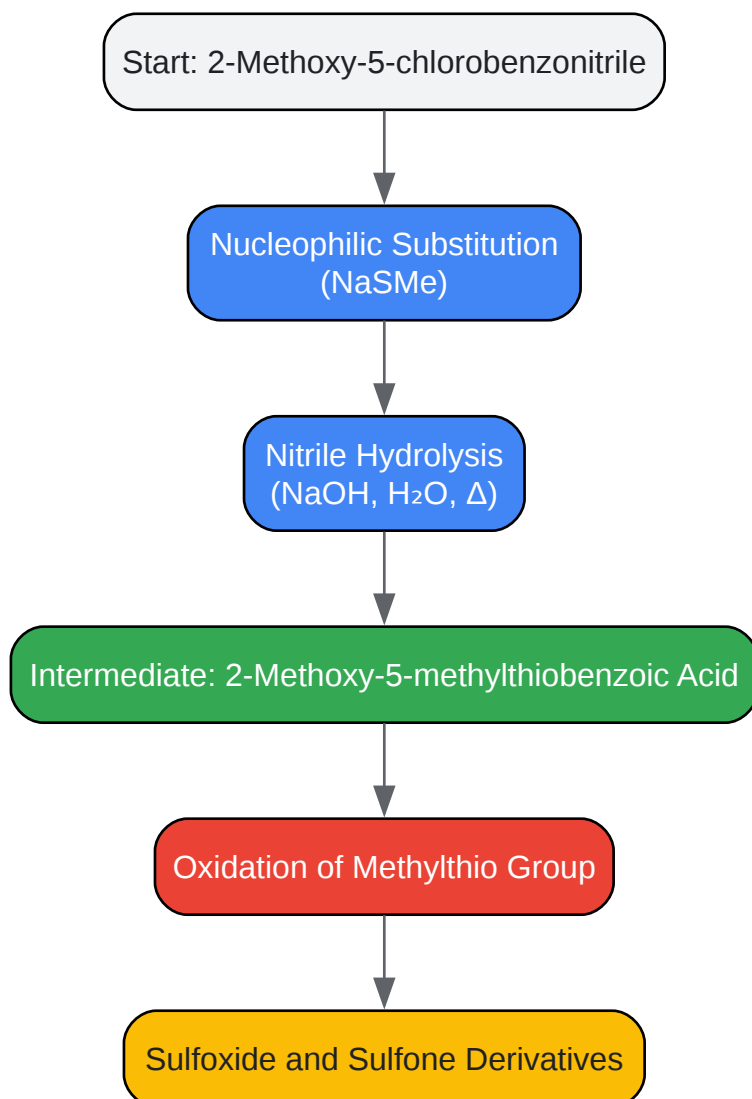 Start: 2-Methoxy-5-chlorobenzonitrile
Nucleophilic Substitution
(NaSMe)
Nitrile Hydrolysis
(NaOH, H₂O, Δ)
Intermediate: 2-Methoxy-5-methylthiobenzoic Acid
Oxidation of Methylthio Group
Sulfoxide and Sulfone Derivatives